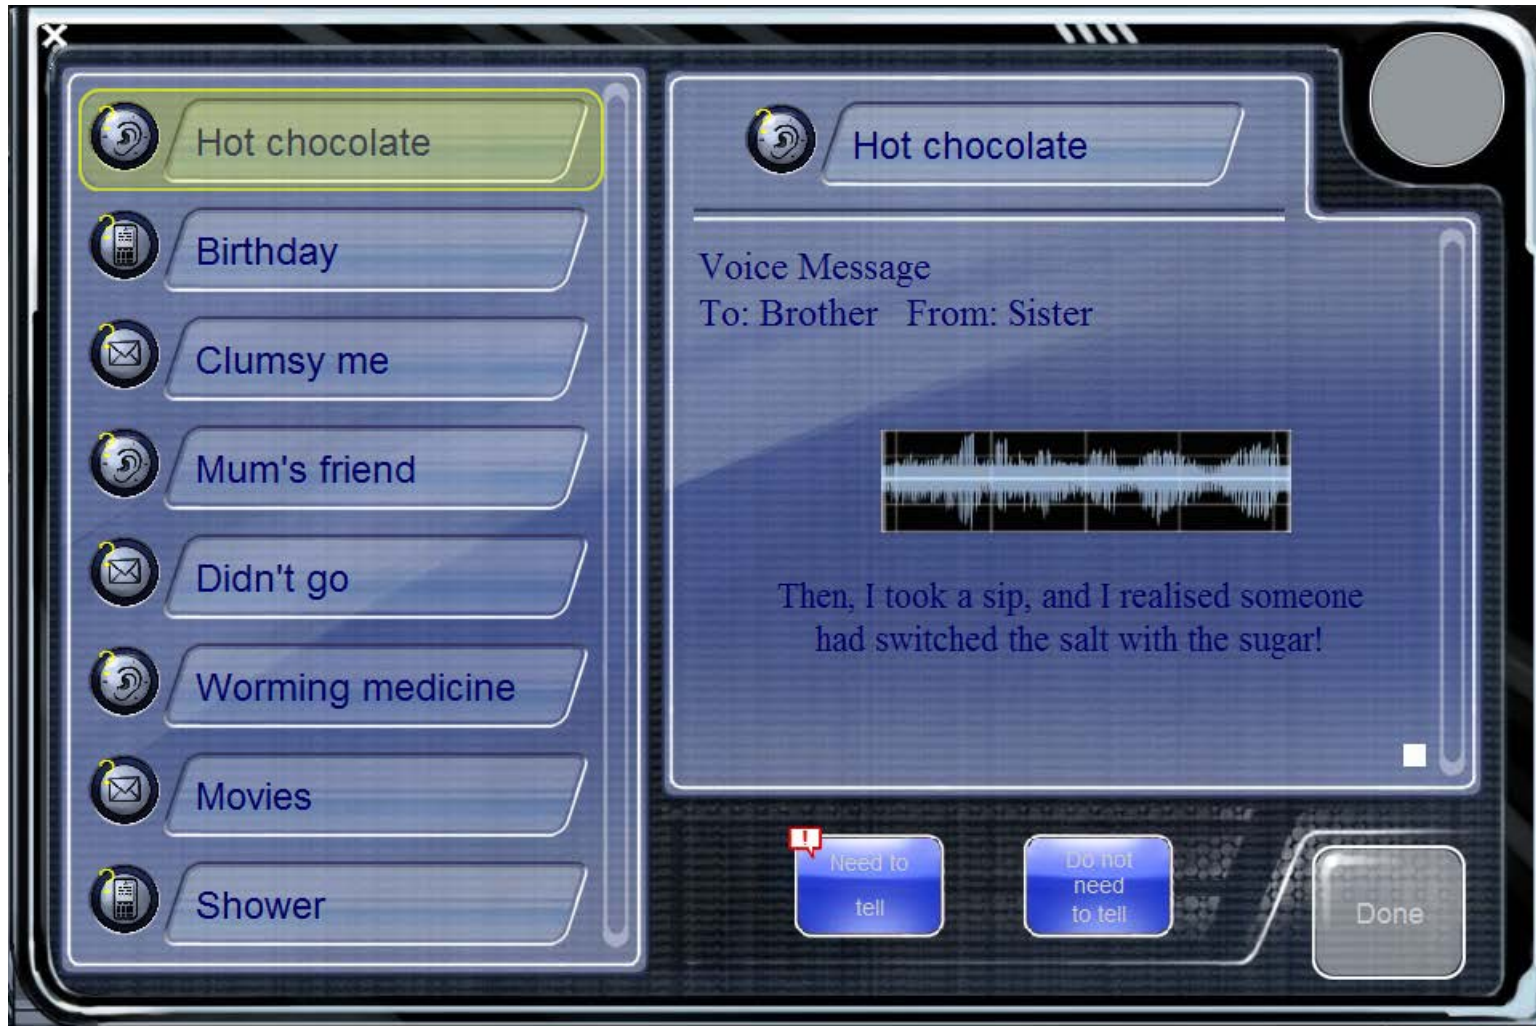 Hot chocolate
Birthday
Clumsy me
Mum's friend
Didn't go
Worming medicine
Movies
Shower
Hot chocolate
Voice Message
To: Brother   From: Sister
Then, I took a sip, and I realised someone
had switched the salt with the sugar!
!
Need to
tell
Do not
need
to tell
Done